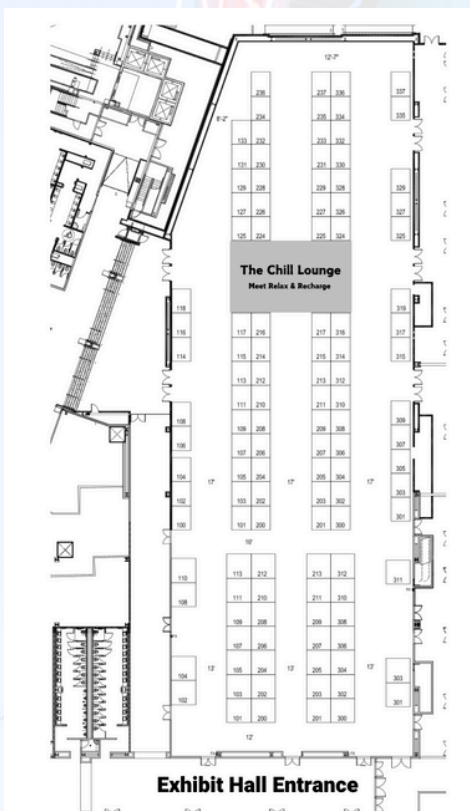 12'-7"
236 237 336 337
234 235 334 335
8'-2"
133 232 233 332
131 230 231 330
129 228 229 328 329
127 226 227 326 327
125 224 225 324 325
The Chill Lounge
Meet Relax & Recharge
118 319
116 117 216 217 316 317
114 115 214 215 314 315
113 212 213 312
111 210 211 310 309
108 109 208 209 308 307
106 107 206 207 306
104 105 204 205 304 305
17' 17' 17'
102 103 202 203 302 303
100 101 200 201 300 301
10'
110 113 212 213 312 311
108 111 210 211 310
109 208 209 308
107 206 207 306
104 13' 105 204 13' 205 304 13' 303
102 103 202 203 302 301
101 200 201 300
12'
Exhibit Hall Entrance